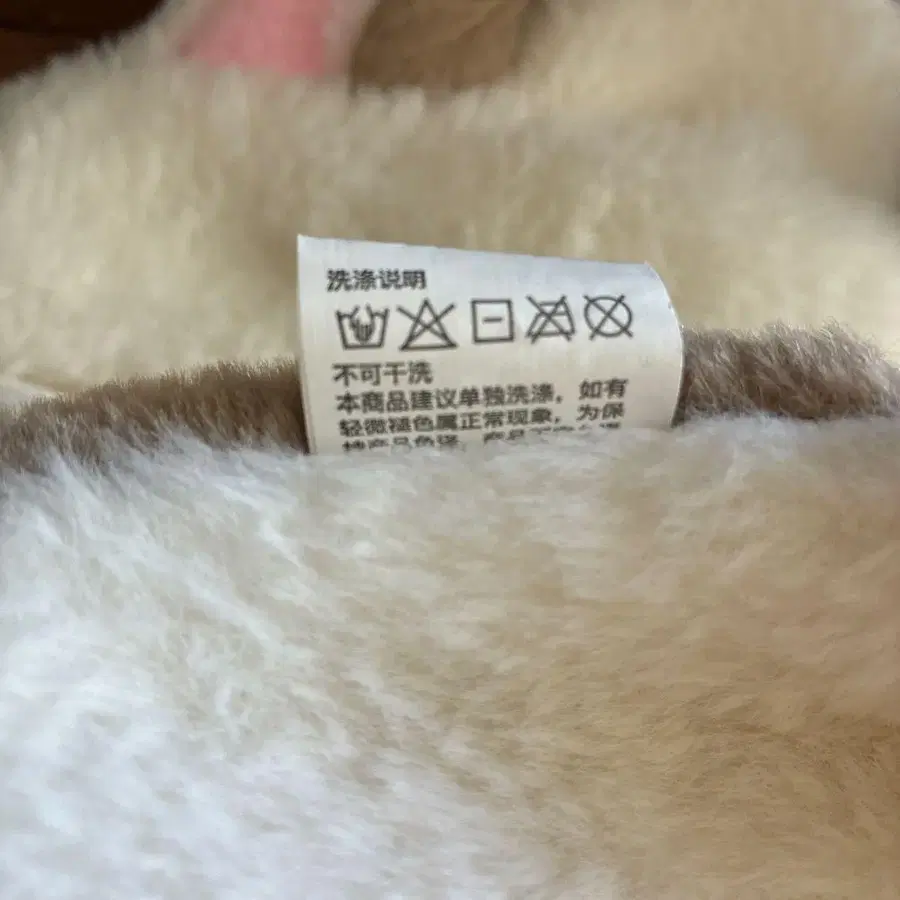 洗涤说明
不可干洗
本商品建议单独洗涤，如有
轻微褪色属正常现象，为保